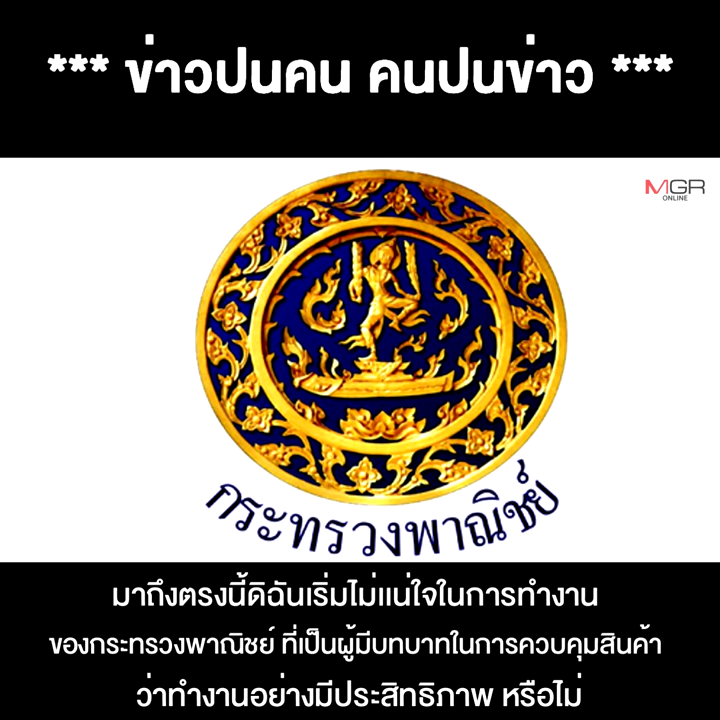 *** ข่าวปนคน คนปนข่าว ***
MGR
ONLINE
กระทรวงพาณิชย์
มาถึงตรงนี้ดิฉันเริ่มไม่แน่ใจในการทำงาน
ของกระทรวงพาณิชย์ ที่เป็นผู้มีบทบาทในการควบคุมสินค้า
ว่าทำงานอย่างมีประสิทธิภาพ หรือไม่